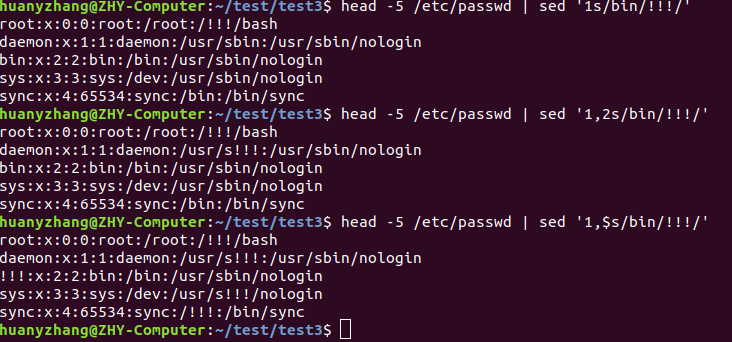 huanyzhang@ZHY-Computer:~/test/test3$ head -5 /etc/passwd | sed '1s/bin/!!!/'
root:x:0:0:root:/root:/!!!/bash
daemon:x:1:1:daemon:/usr/sbin:/usr/sbin/nologin
bin:x:2:2:bin:/bin:/usr/sbin/nologin
sys:x:3:3:sys:/dev:/usr/sbin/nologin
sync:x:4:65534:sync:/bin:/bin/sync
huanyzhang@ZHY-Computer:~/test/test3$ head -5 /etc/passwd | sed '1,2s/bin/!!!/'
root:x:0:0:root:/root:/!!!/bash
daemon:x:1:1:daemon:/usr/s!!!:/usr/sbin/nologin
bin:x:2:2:bin:/bin:/usr/sbin/nologin
sys:x:3:3:sys:/dev:/usr/sbin/nologin
sync:x:4:65534:sync:/bin:/bin/sync
huanyzhang@ZHY-Computer:~/test/test3$ head -5 /etc/passwd | sed '1,$s/bin/!!!/'
root:x:0:0:root:/root:/!!!/bash
daemon:x:1:1:daemon:/usr/s!!!:/usr/sbin/nologin
!!!:x:2:2:bin:/bin:/usr/sbin/nologin
sys:x:3:3:sys:/dev:/usr/s!!!/nologin
sync:x:4:65534:sync:/!!!:/bin/sync
huanyzhang@ZHY-Computer:~/test/test3$